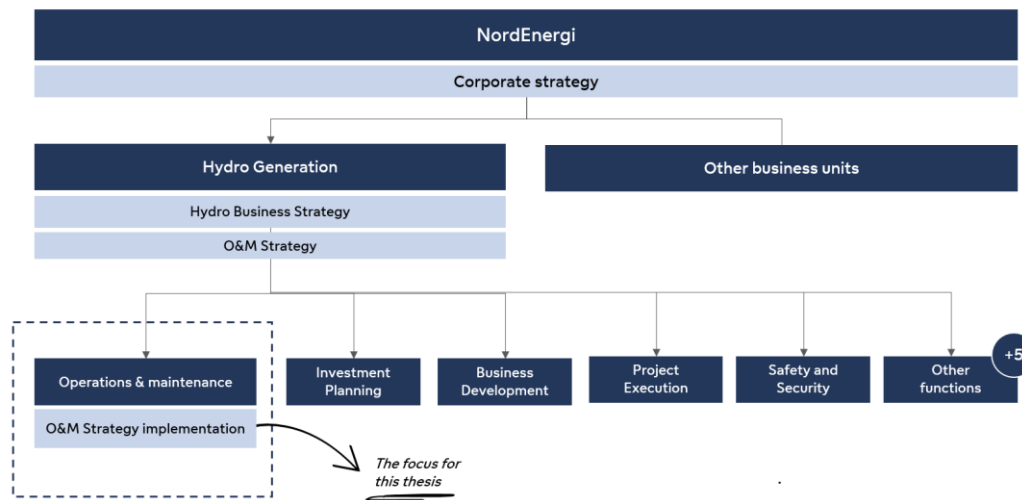 NordEnergi
Corporate strategy
Hydro Generation
Other business units
Hydro Business Strategy
O&M Strategy
+5
Operations & maintenance
Investment
Planning
Business
Development
Project
Execution
Safety and
Security
Other
functions
O&M Strategy implementation
The focus for
this thesis